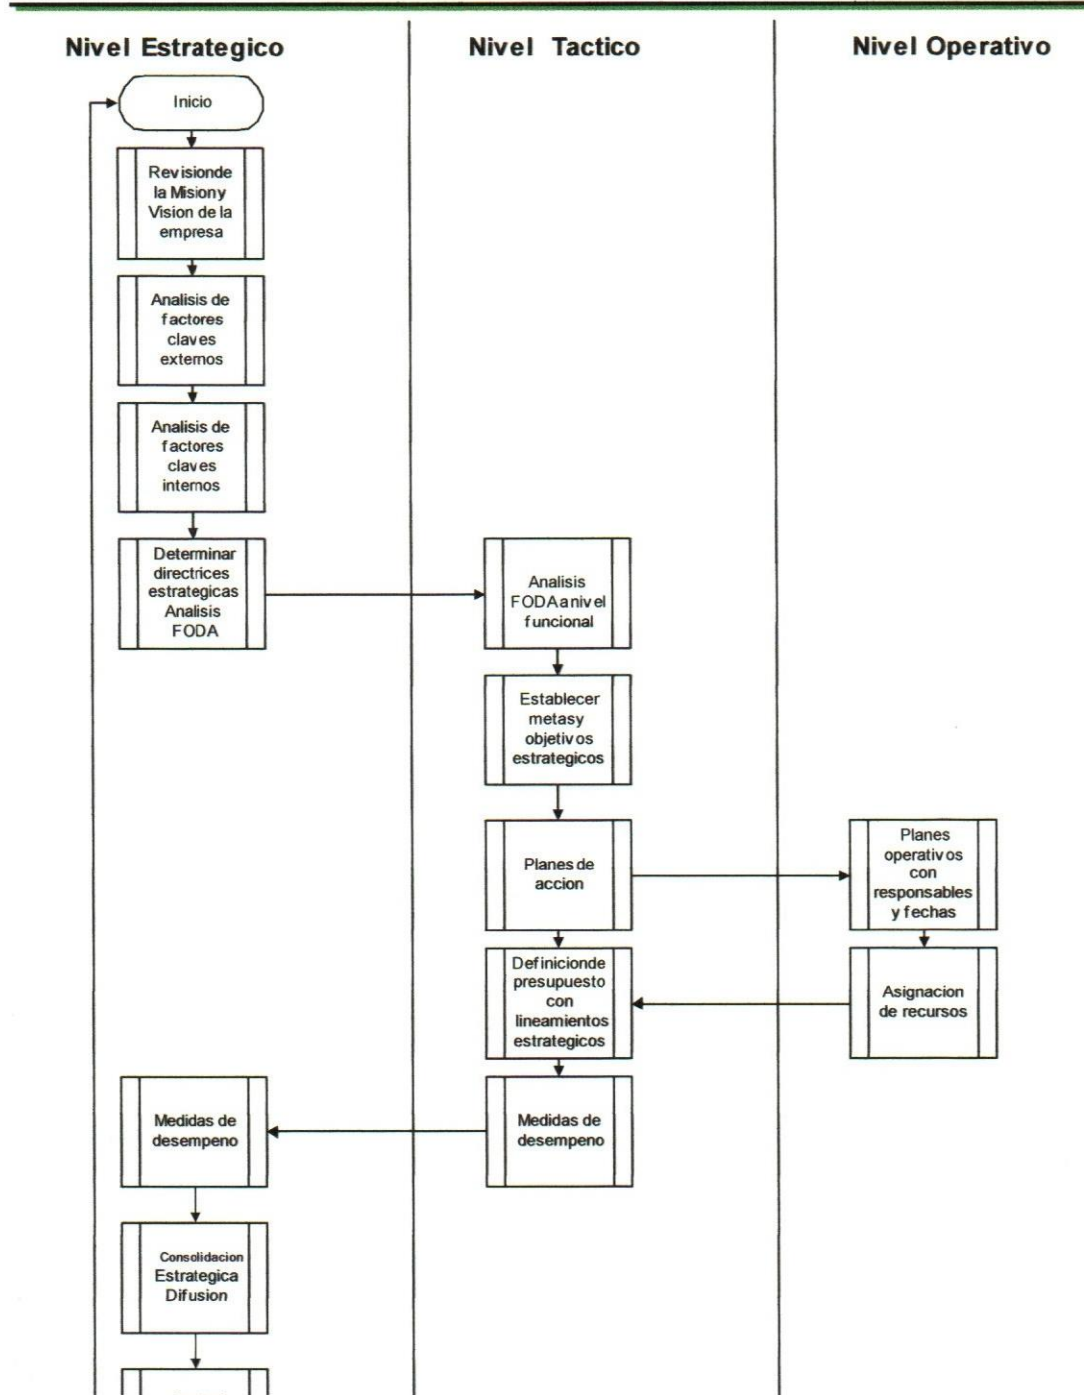 Nivel Estrategico
Nivel Tactico
Nivel Operativo
Inicio
Revisionde
la Misiony
Vision de la
empresa
Analisis de
factores
claves
externos
Analisis de
factores
claves
internos
Determinar
directrices
estrategicas
Analisis
FODA
Analisis
FODAanivel
funcional
Establecer
metasy
objetivos
estrategicos
Planes de
accion
Planes
operativos
con
responsables
y fechas
Definicionde
presupuesto
con
lineamientos
estrategicos
Asignacion
de recursos
Medidas de
desempeno
Medidas de
desempeno
Consolidacion
Estrategica
Difusion